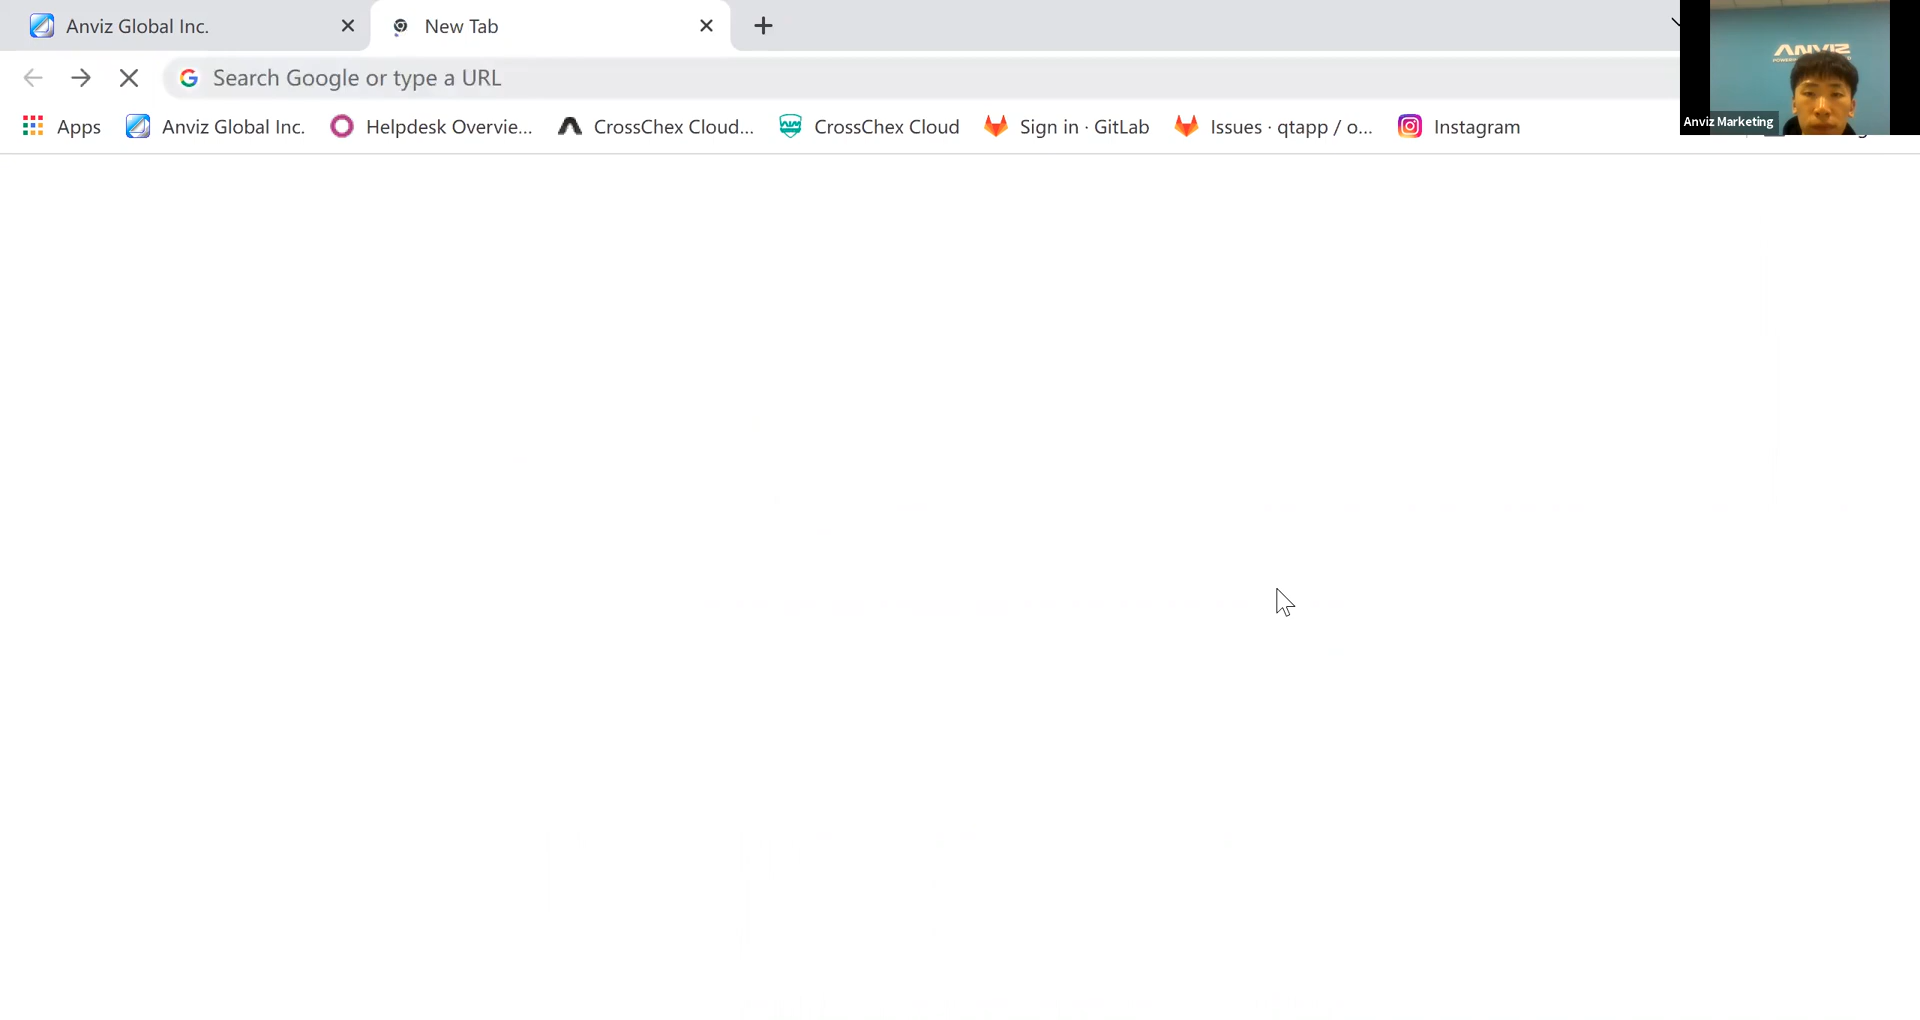 Anviz Global Inc.
New Tab
Search Google or type a URL
Apps
Anviz Global Inc.
Helpdesk Overvie...
CrossChex Cloud...
CrossChex Cloud
Sign in · GitLab
Issues · qtapp / o...
Instagram
ANVIZ
Anviz Marketing